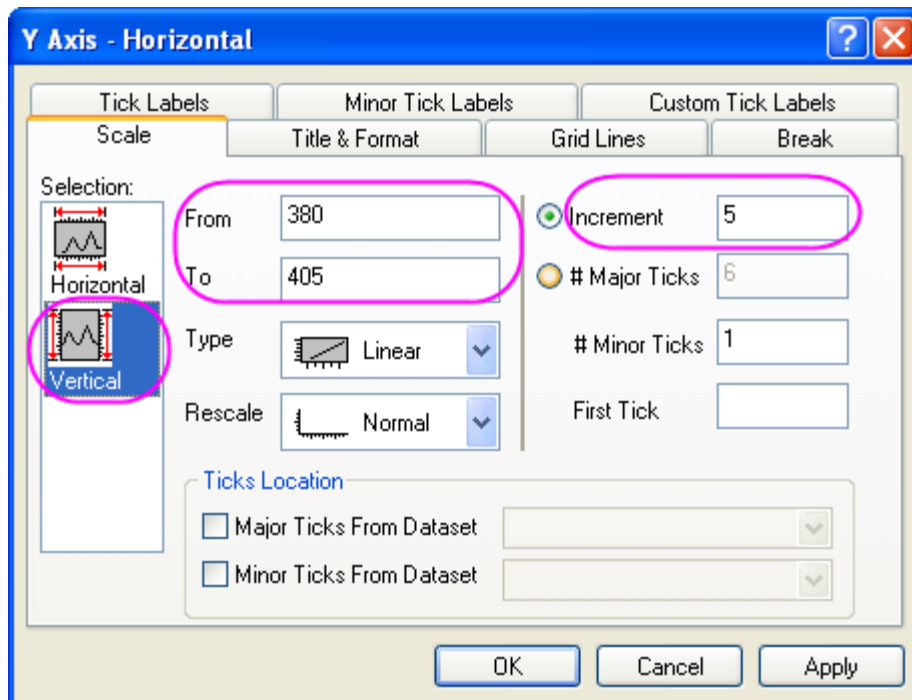 Y Axis - Horizontal
Tick Labels
Minor Tick Labels
Custom Tick Labels
Scale
Title & Format
Grid Lines
Break
Selection:
Horizontal
Vertical
From 380
To 405
Type Linear
Rescale Normal
Increment 5
# Major Ticks 6
# Minor Ticks 1
First Tick
Ticks Location
Major Ticks From Dataset
Minor Ticks From Dataset
OK
Cancel
Apply